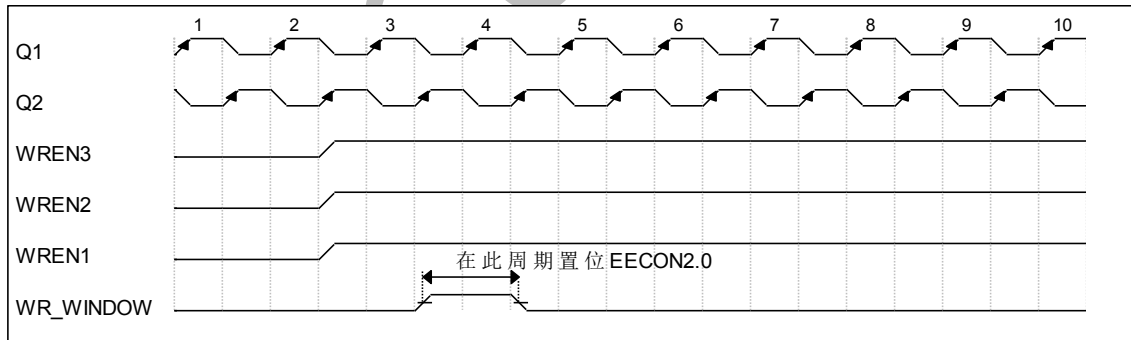 1 2 3 4 5 6 7 8 9 10
Q1
Q2
WREN3
WREN2
WREN1
在此周期置位EECON2.0
WR_WINDOW